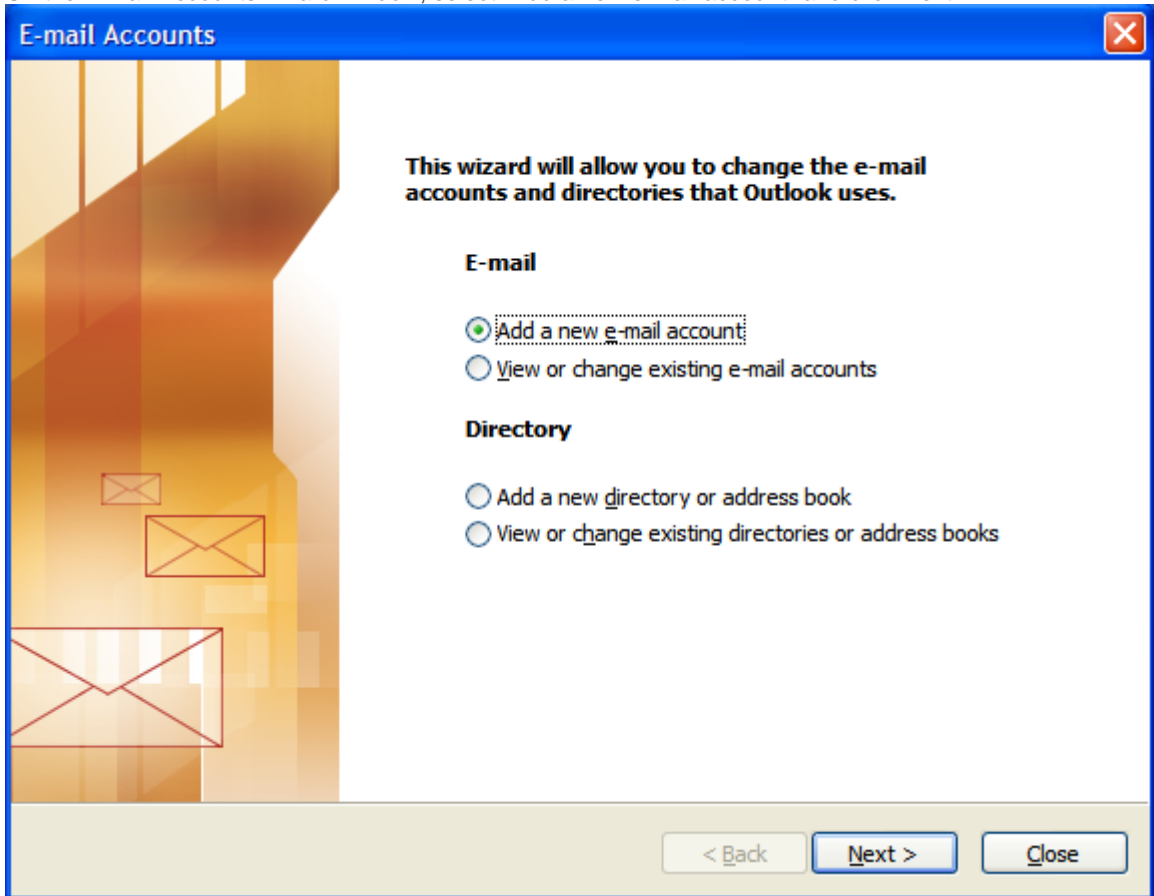 E-mail Accounts
This wizard will allow you to change the e-mail
accounts and directories that Outlook uses.
E-mail
Add a new e-mail account
View or change existing e-mail accounts
Directory
Add a new directory or address book
View or change existing directories or address books
< Back
Next >
Close